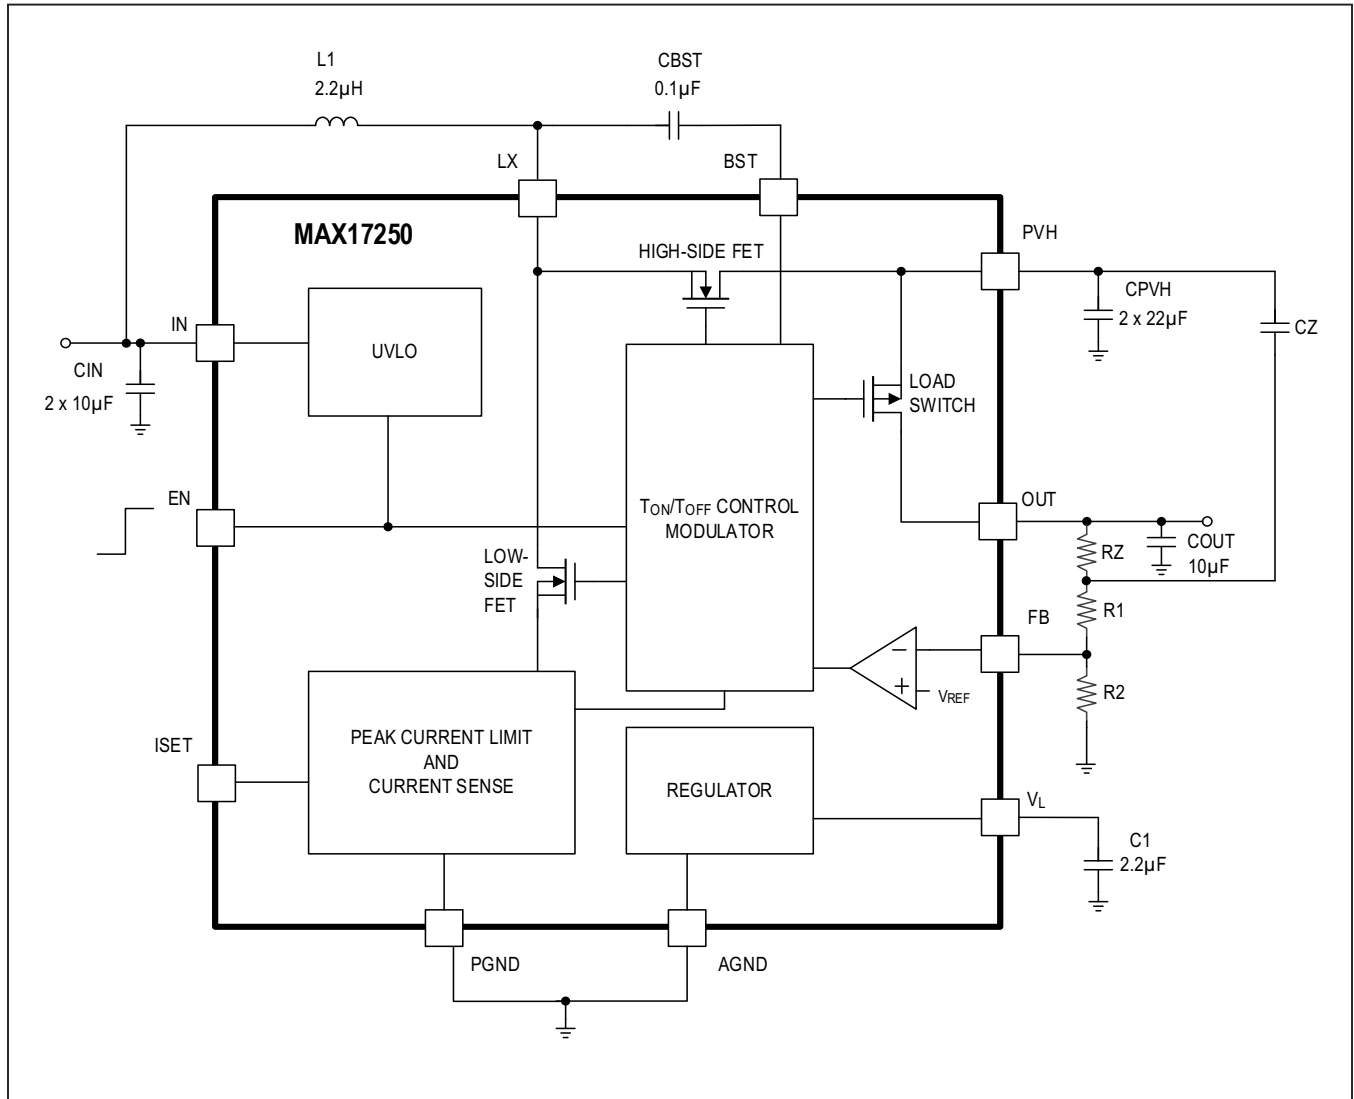 L1
2.2µH
CBST
0.1µF
LX
BST
MAX17250
HIGH-SIDE FET
PVH
CPVH
2 x 22µF
CZ
IN
UVLO
CIN
2 x 10µF
LOAD
SWITCH
EN
TON/TOFF CONTROL
MODULATOR
OUT
RZ
COUT
10µF
LOW-
SIDE
FET
R1
FB
−
+
VREF
R2
ISET
PEAK CURRENT LIMIT
AND
CURRENT SENSE
REGULATOR
VL
C1
2.2µF
PGND
AGND